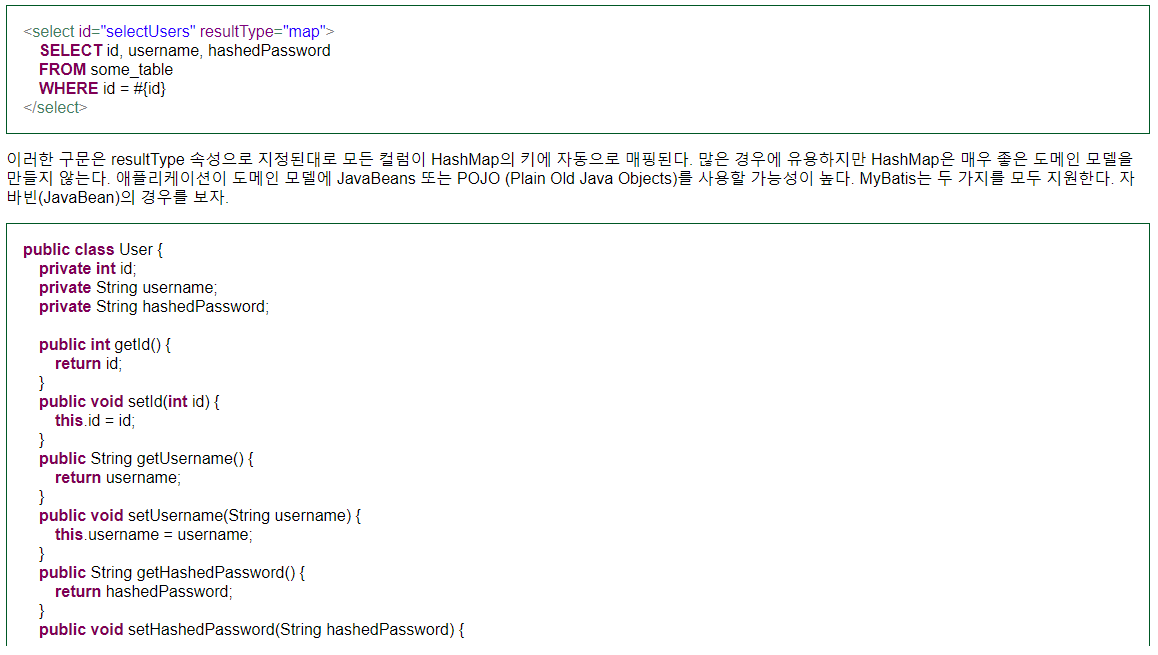 <select id="selectUsers" resultType="map">
    SELECT id, username, hashedPassword
    FROM some_table
    WHERE id = #{id}
</select>
이러한 구문은 resultType 속성으로 지정된대로 모든 컬럼이 HashMap의 키에 자동으로 매핑된다. 많은 경우에 유용하지만 HashMap은 매우 좋은 도메인 모델을
만들지 않는다. 애플리케이션이 도메인 모델에 JavaBeans 또는 POJO (Plain Old Java Objects)를 사용할 가능성이 높다. MyBatis는 두 가지를 모두 지원한다. 자
바빈(JavaBean)의 경우를 보자.
public class User {
    private int id;
    private String username;
    private String hashedPassword;

    public int getId() {
        return id;
    }
    public void setId(int id) {
        this.id = id;
    }
    public String getUsername() {
        return username;
    }
    public void setUsername(String username) {
        this.username = username;
    }
    public String getHashedPassword() {
        return hashedPassword;
    }
    public void setHashedPassword(String hashedPassword) {